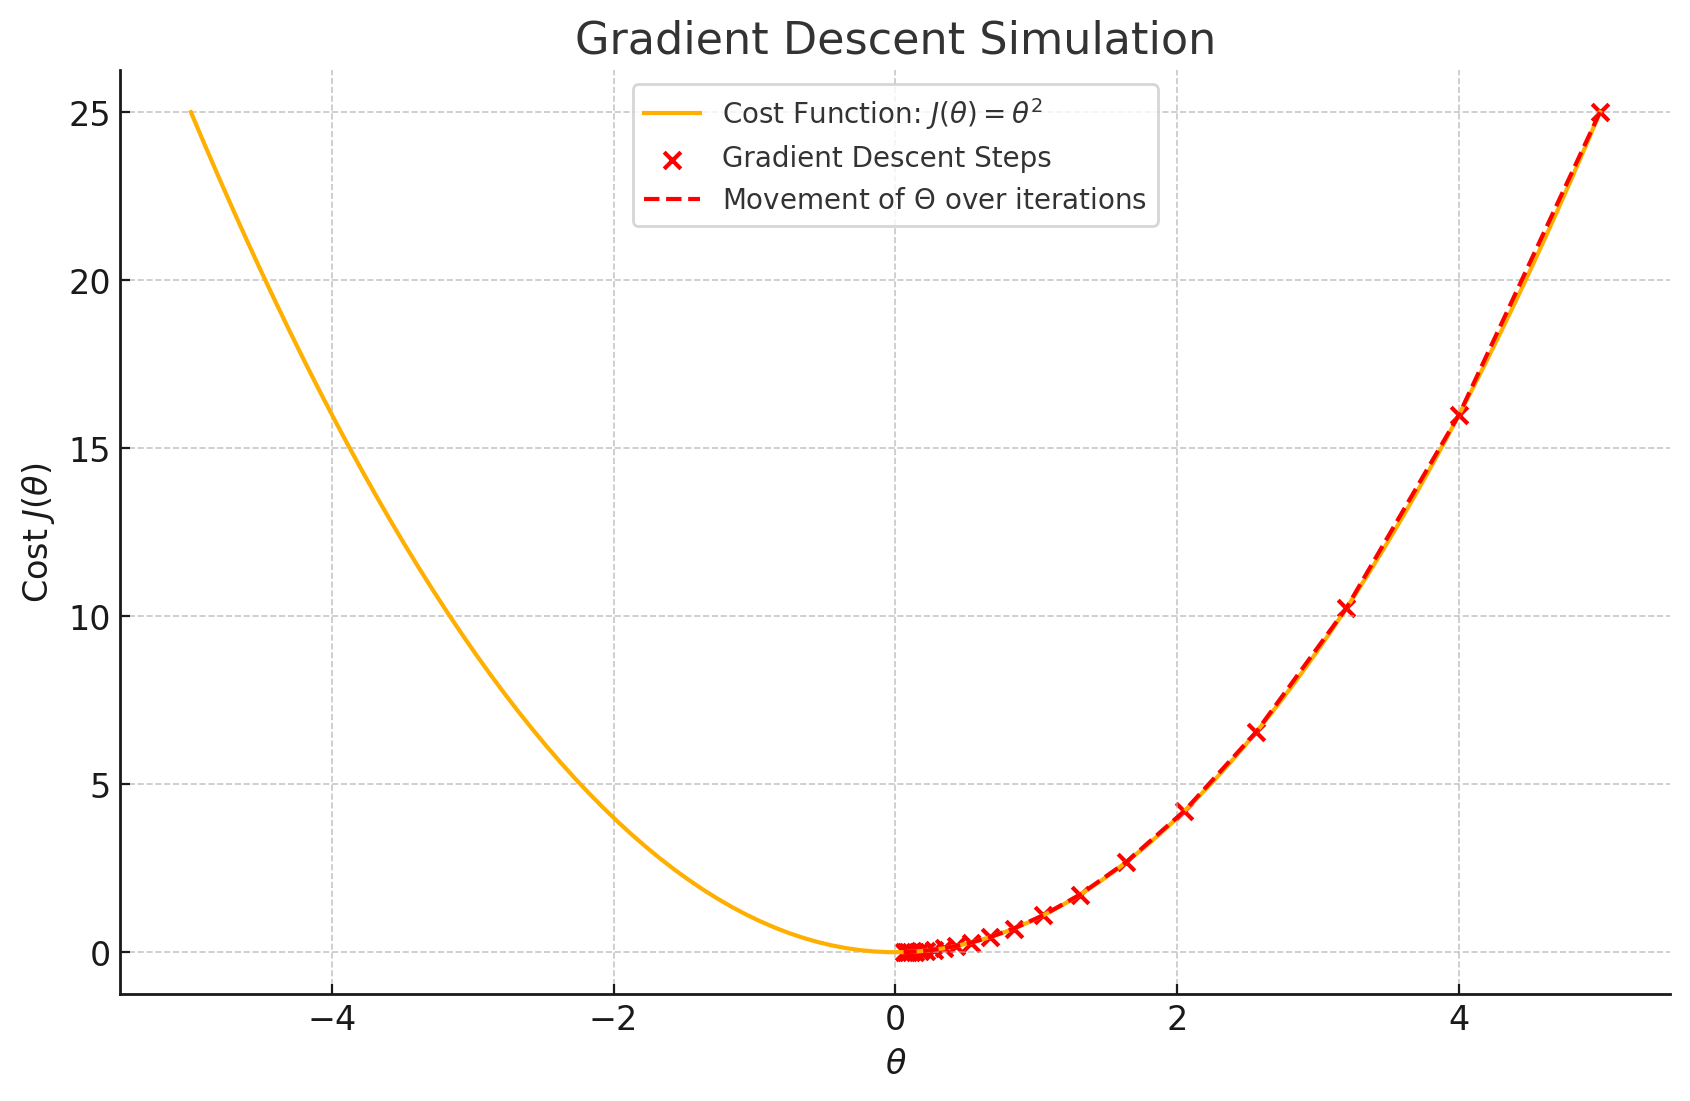 Gradient Descent Simulation
Cost Function: J(θ) = θ²
Gradient Descent Steps
Movement of Θ over iterations
25
20
15
10
5
0
Cost J(θ)
−4
−2
0
2
4
θ